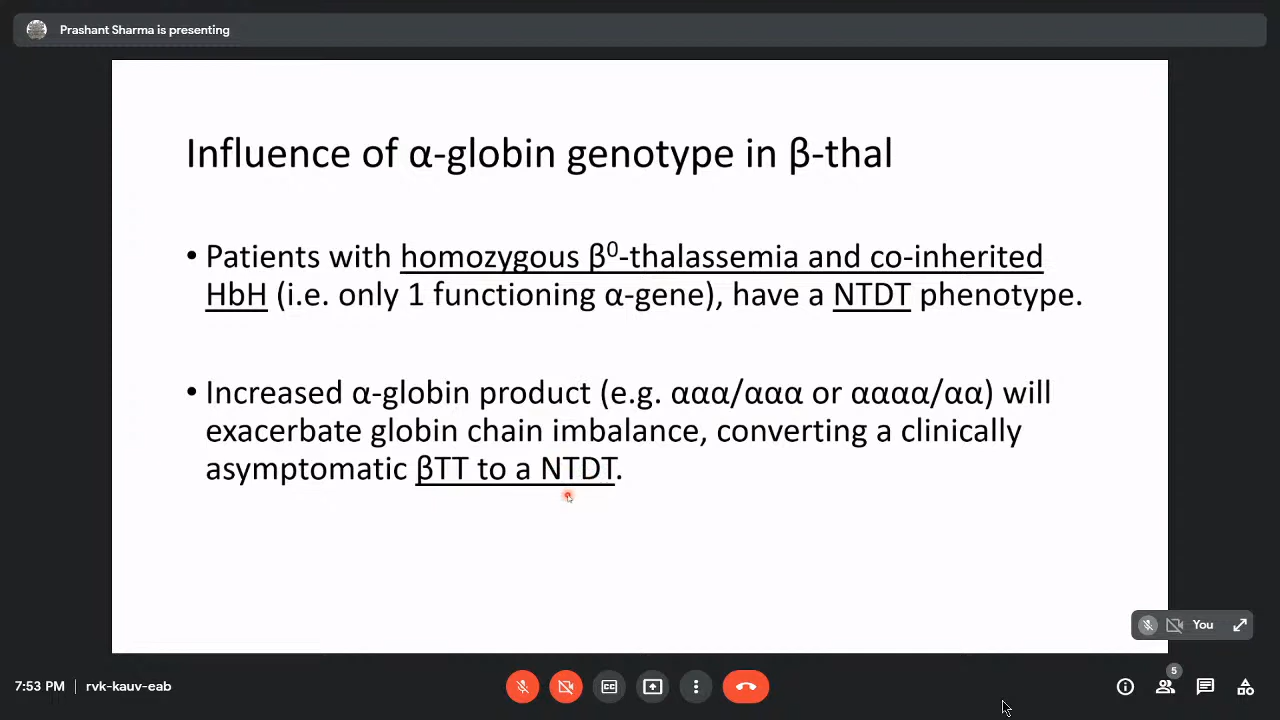 Prashant Sharma is presenting
Influence of α-globin genotype in β-thal
• Patients with homozygous β⁰-thalassemia and co-inherited
HbH (i.e. only 1 functioning α-gene), have a NTDT phenotype.
• Increased α-globin product (e.g. ααα/ααα or αααα/αα) will
exacerbate globin chain imbalance, converting a clinically
asymptomatic βTT to a NTDT.
You
5
7:53 PM | rvk-kauv-eab